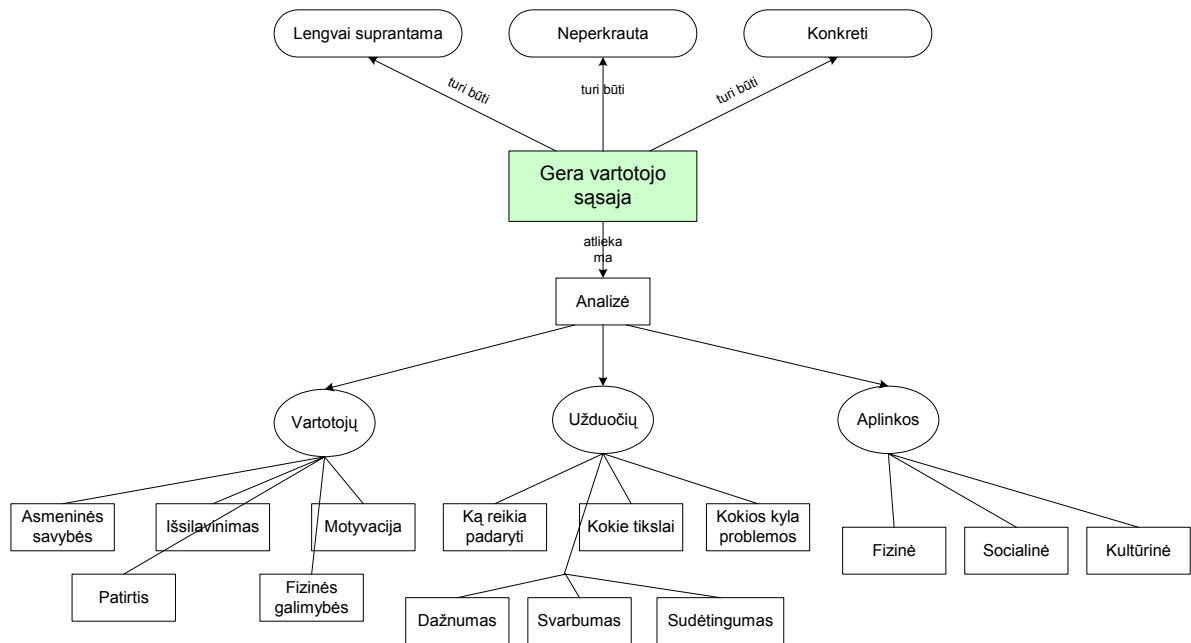 Lengvai suprantama
Neperkrauta
Konkreti
turi būti
turi būti
turi būti
Gera vartotojo
sąsaja
atlieka
ma
Analizė
Vartotojų
Užduočių
Aplinkos
Asmeninės
savybės
Išsilavinimas
Motyvacija
Ką reikia
padaryti
Kokie tikslai
Kokios kyla
problemos
Fizinė
Socialinė
Kultūrinė
Patirtis
Fizinės
galimybės
Dažnumas
Svarbumas
Sudėtingumas